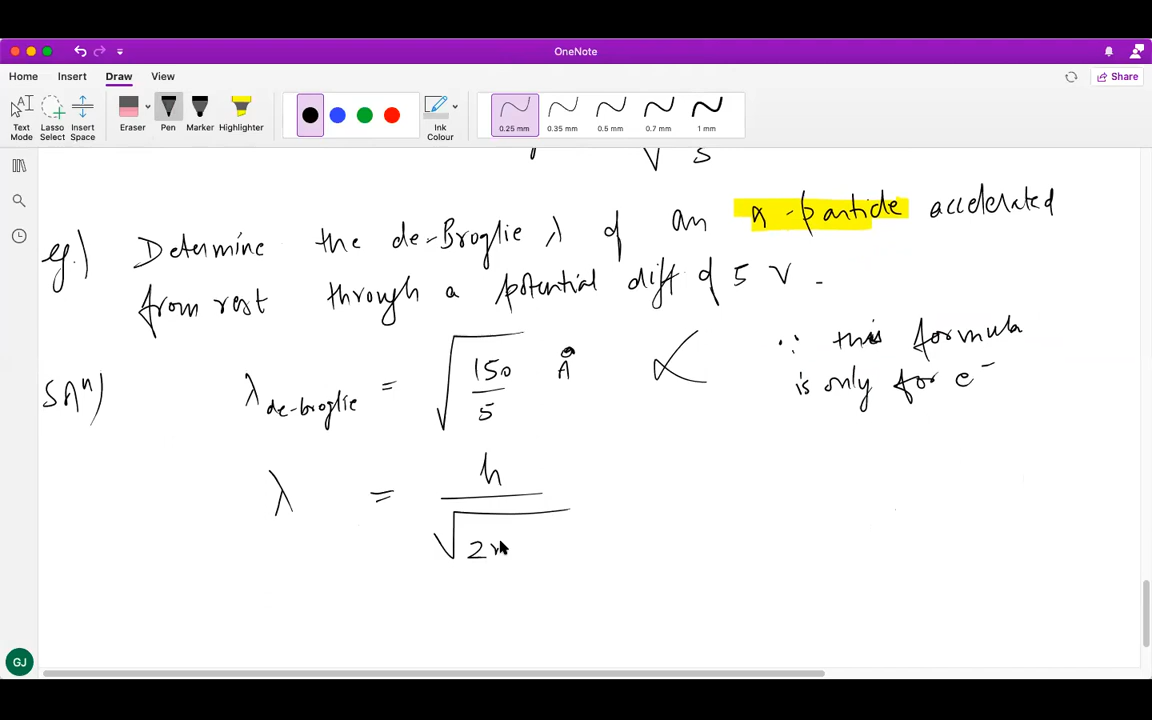 OneNote
Home Insert Draw View
Share
Text Mode
Lasso Select
Insert Space
Eraser
Pen
Marker
Highlighter
Ink Colour
0.25 mm
0.35 mm
0.5 mm
0.7 mm
1 mm
√ s
eg.) Determine the de-Broglie λ of an α-particle accelerated
from rest through a potential diff of 5 V.
Solⁿ) λ de-broglie = √(150/5) Å
∵ this formula
is only for e⁻
λ = h/√2
GJ